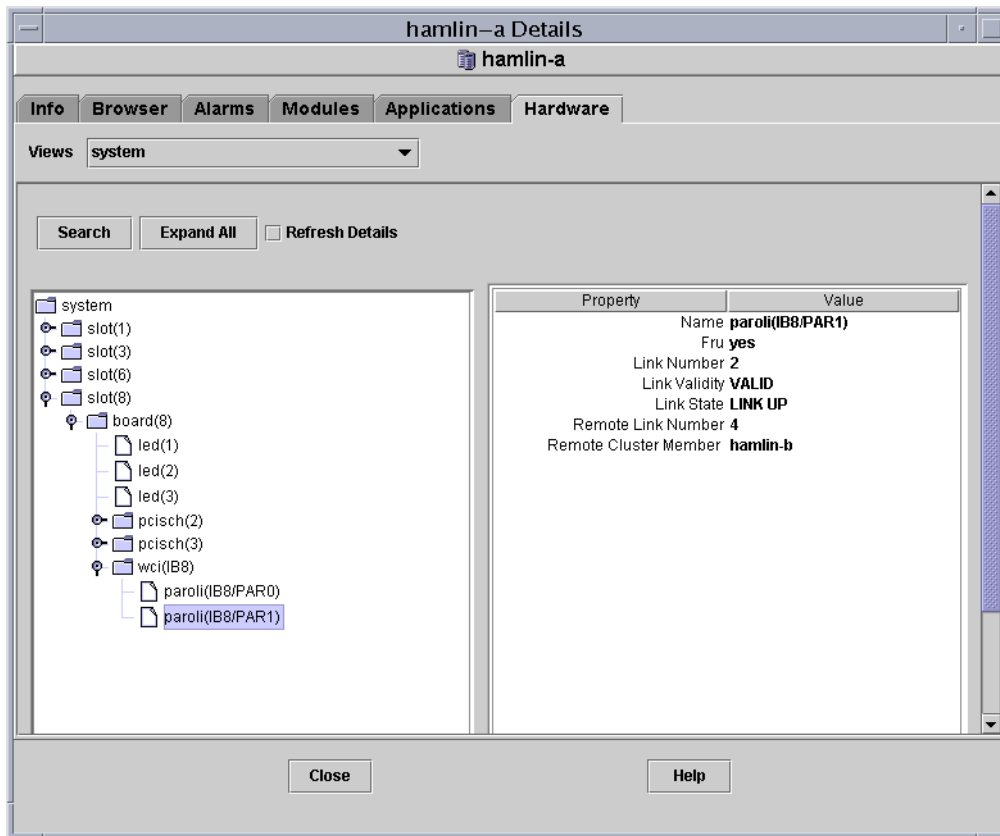 hamlin–a Details
hamlin-a
Info Browser Alarms Modules Applications Hardware
Views system
Search Expand All Refresh Details
system
slot(1)
slot(3)
slot(6)
slot(8)
board(8)
led(1)
led(2)
led(3)
pcisch(2)
pcisch(3)
wci(IB8)
paroli(IB8/PAR0)
paroli(IB8/PAR1)
Property Value
Name paroli(IB8/PAR1)
Fru yes
Link Number 2
Link Validity VALID
Link State LINK UP
Remote Link Number 4
Remote Cluster Member hamlin-b
Close Help